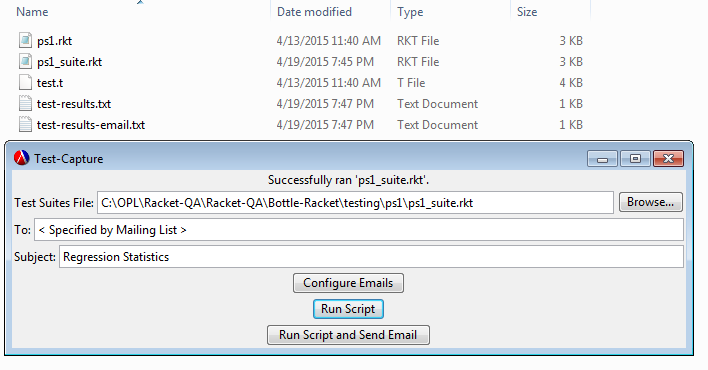 Name Date modified Type Size
ps1.rkt 4/13/2015 11:40 AM RKT File 3 KB
ps1_suite.rkt 4/19/2015 7:45 PM RKT File 3 KB
test.t 4/13/2015 11:40 AM T File 4 KB
test-results.txt 4/19/2015 7:47 PM Text Document 1 KB
test-results-email.txt 4/19/2015 7:47 PM Text Document 1 KB
Test-Capture
Successfully ran 'ps1_suite.rkt'.
Test Suites File: C:\OPL\Racket-QA\Racket-QA\Bottle-Racket\testing\ps1\ps1_suite.rkt Browse...
To: < Specified by Mailing List >
Subject: Regression Statistics
Configure Emails
Run Script
Run Script and Send Email